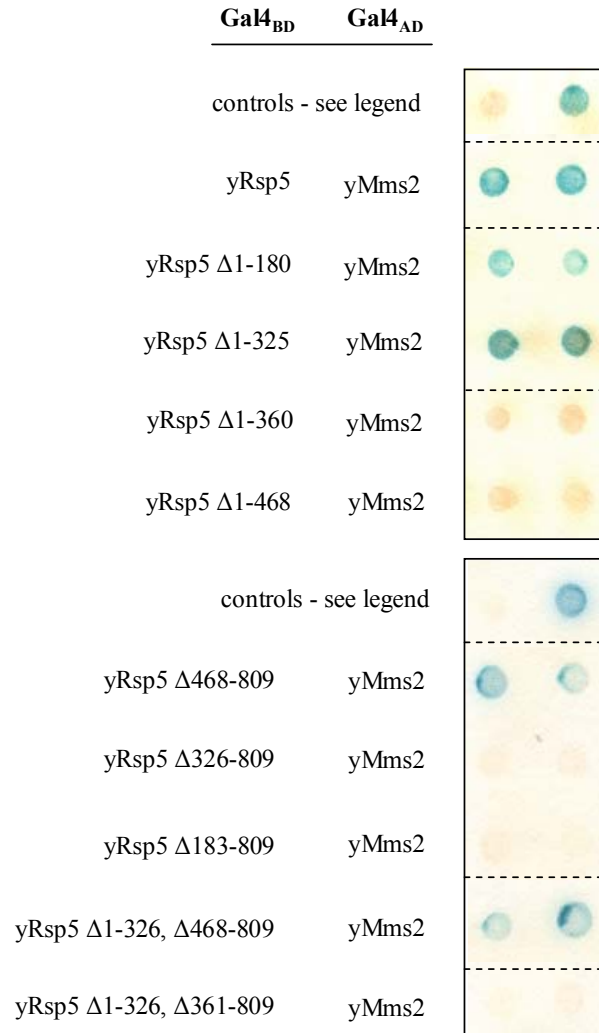 Gal4BD Gal4AD
controls - see legend
yRsp5 yMms2
yRsp5 Δ1-180 yMms2
yRsp5 Δ1-325 yMms2
yRsp5 Δ1-360 yMms2
yRsp5 Δ1-468 yMms2
controls - see legend
yRsp5 Δ468-809 yMms2
yRsp5 Δ326-809 yMms2
yRsp5 Δ183-809 yMms2
yRsp5 Δ1-326, Δ468-809 yMms2
yRsp5 Δ1-326, Δ361-809 yMms2